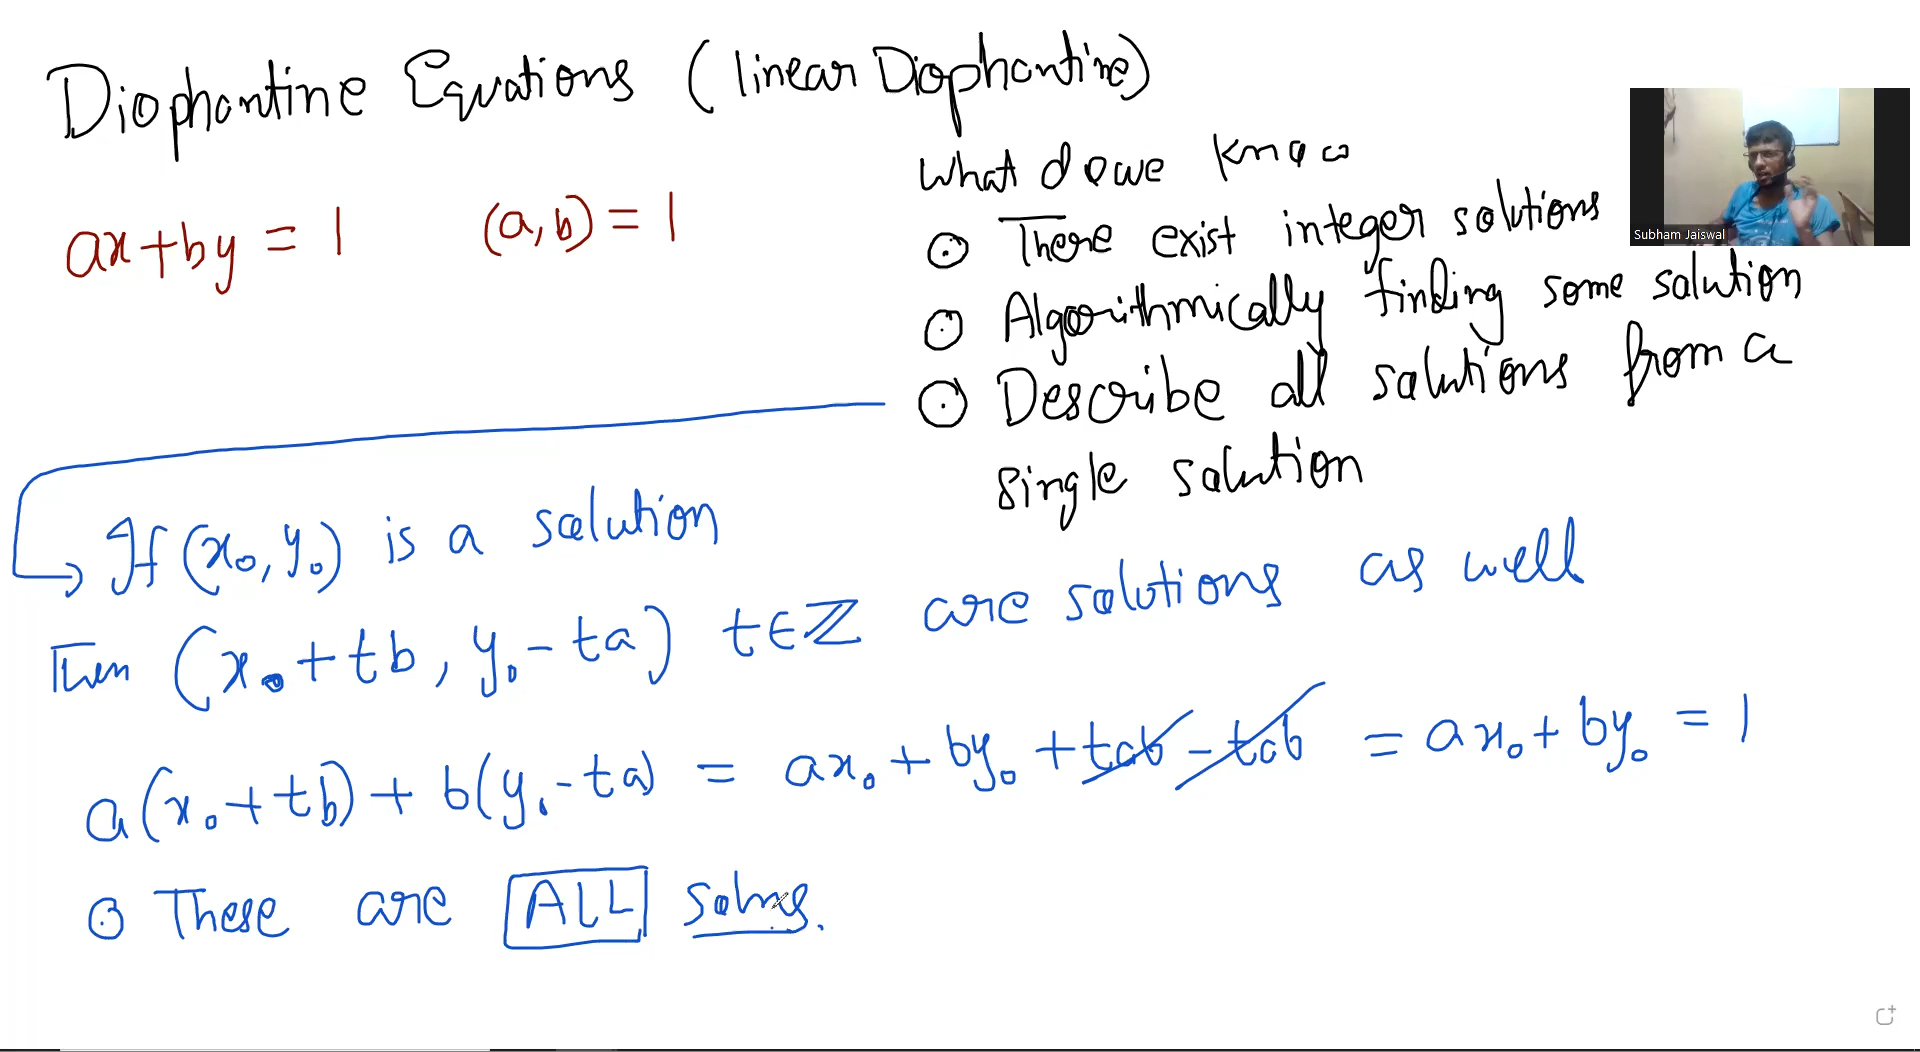 Diophantine Equations (linear Diophantine)
ax+by = 1 (a,b) = 1
What do we know
⊙ There exist integer solutions
⊙ Algorithmically finding some solution
⊙ Describe all solutions from a
single solution
If (x₀, y₀) is a solution
Then (x₀ + tb, y₀ - ta) t∈ℤ are solutions as well
a(x₀ + tb) + b(y₀ - ta) = ax₀ + by₀ + tab - tab = ax₀ + by₀ = 1
⊙ These are ALL solns.
Subham Jaiswal